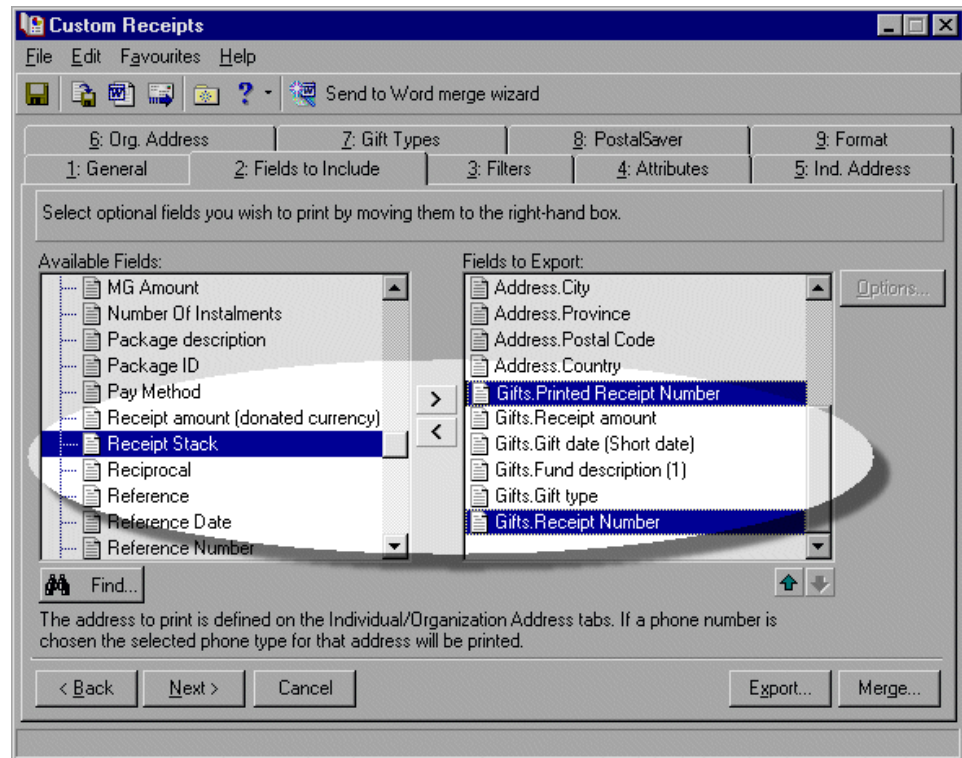 Custom Receipts
File Edit Favourites Help
Send to Word merge wizard
6: Org. Address 7: Gift Types 8: PostalSaver 9: Format
1: General 2: Fields to Include 3: Filters 4: Attributes 5: Ind. Address
Select optional fields you wish to print by moving them to the right-hand box.
Available Fields:
MG Amount
Number Of Instalments
Package description
Package ID
Pay Method
Receipt amount (donated currency)
Receipt Stack
Reciprocal
Reference
Reference Date
Reference Number
Find...
>
<
Fields to Export:
Address.City
Address.Province
Address.Postal Code
Address.Country
Gifts.Printed Receipt Number
Gifts.Receipt amount
Gifts.Gift date (Short date)
Gifts.Fund description (1)
Gifts.Gift type
Gifts.Receipt Number
Options...
The address to print is defined on the Individual/Organization Address tabs. If a phone number is
chosen the selected phone type for that address will be printed.
< Back Next > Cancel Export... Merge...